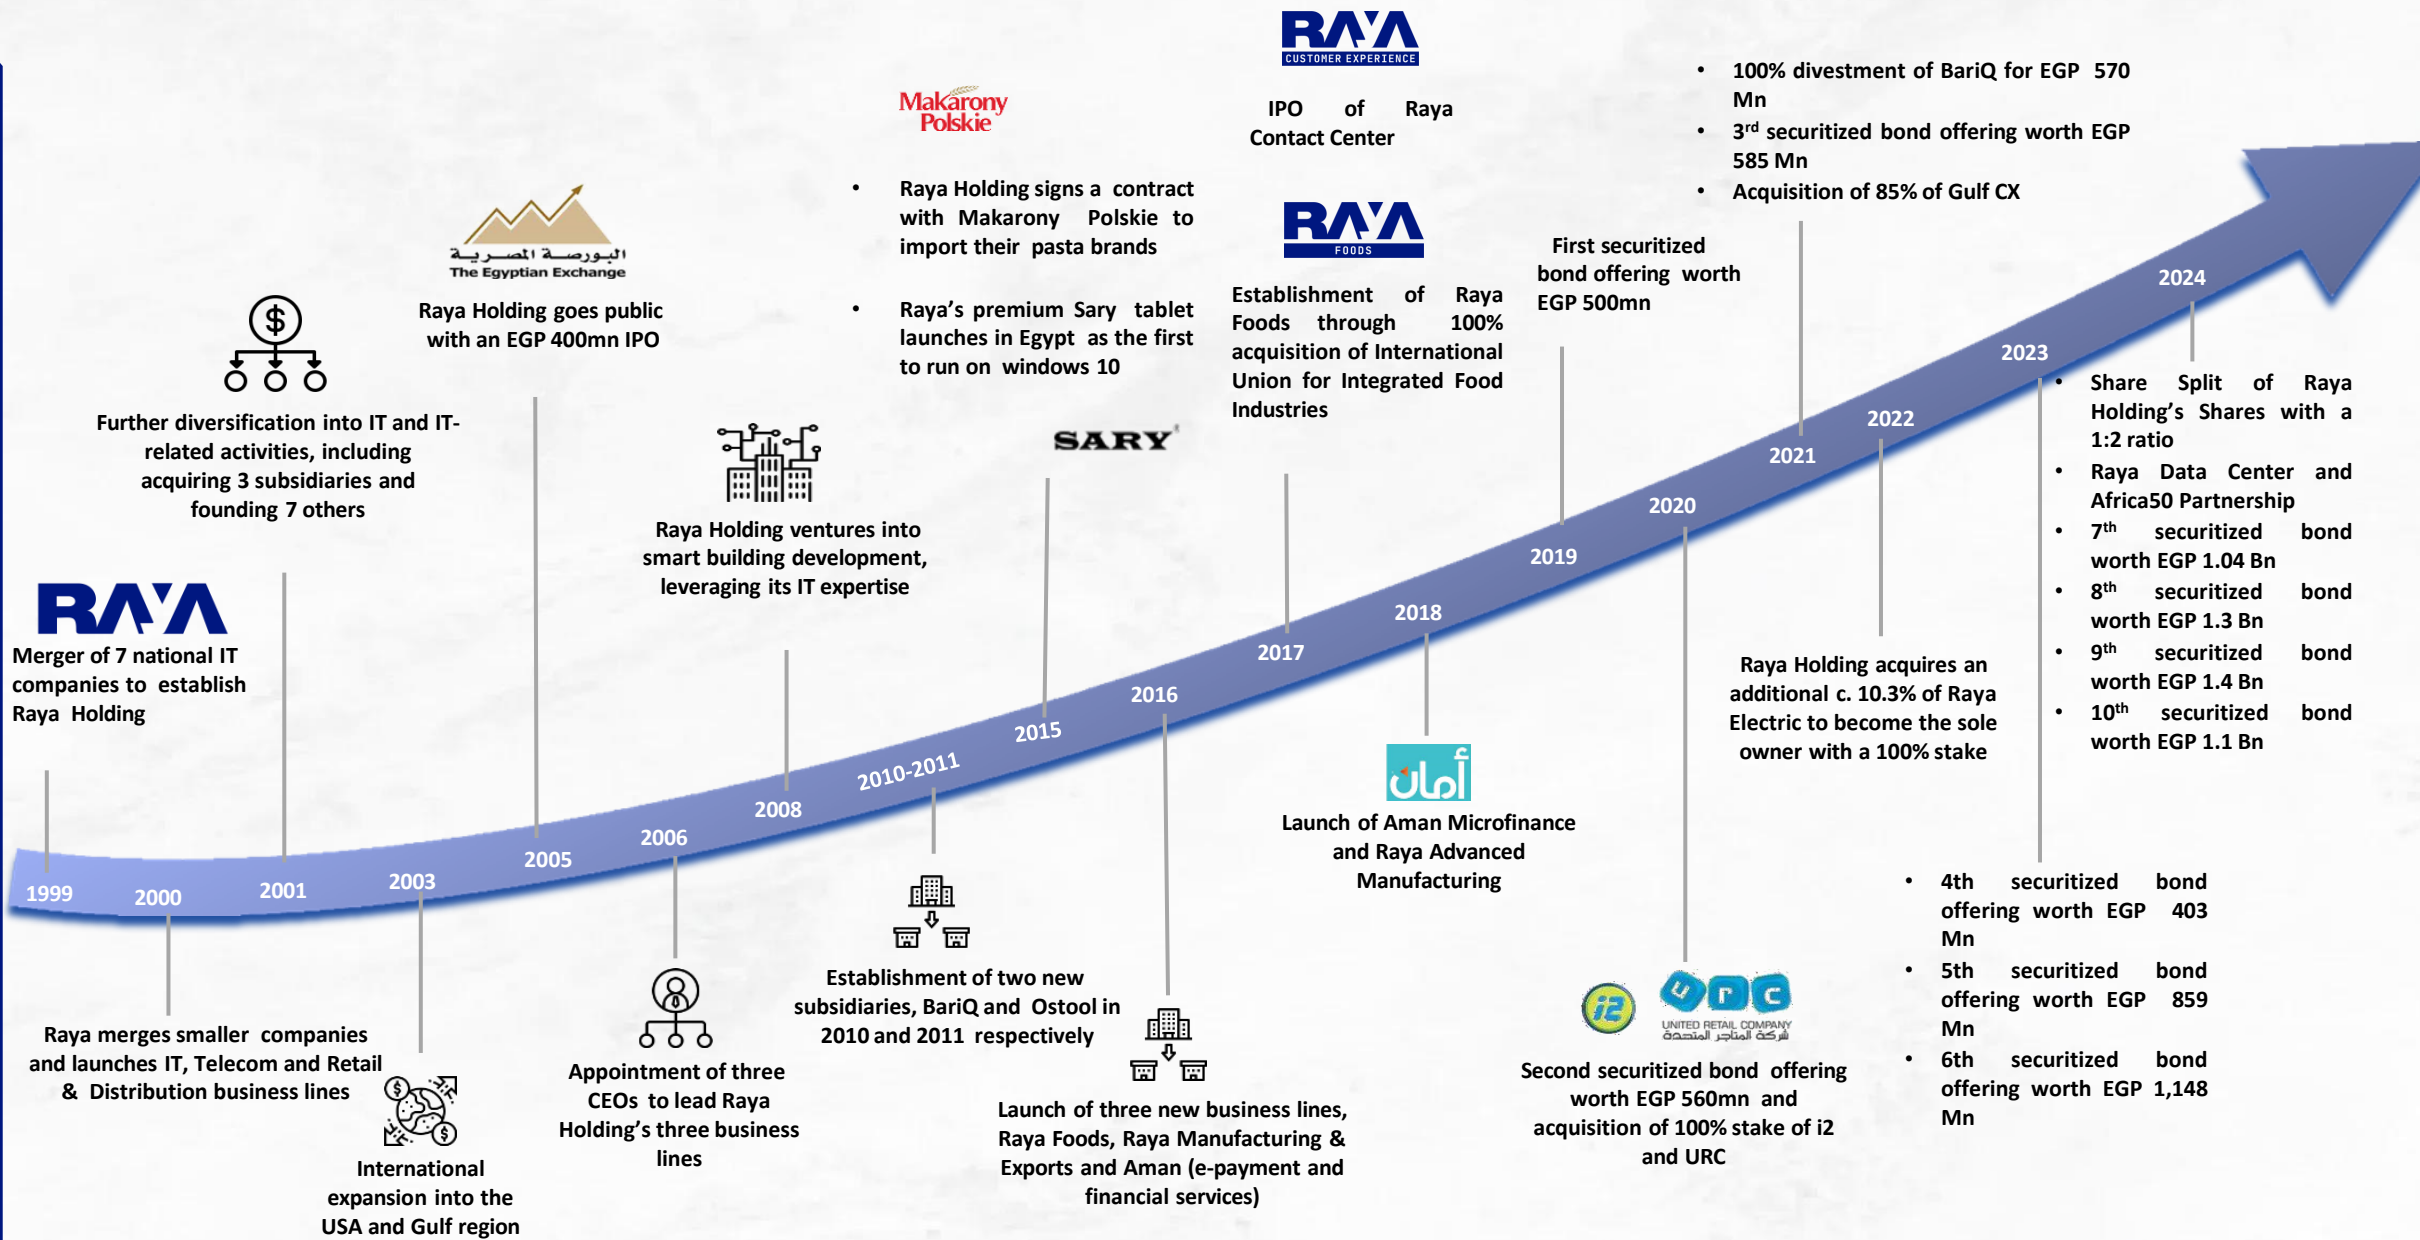 RAYA
Merger of 7 national IT
companies to establish
Raya Holding
1999
2000
Raya merges smaller companies
and launches IT, Telecom and Retail
& Distribution business lines
$
Further diversification into IT and IT-
related activities, including
acquiring 3 subsidiaries and
founding 7 others
2001
2003
$
$
International
expansion into the
USA and Gulf region
البورصة المصرية
The Egyptian Exchange
Raya Holding goes public
with an EGP 400mn IPO
2005
2006
Appointment of three
CEOs to lead Raya
Holding’s three business
lines
Raya Holding ventures into
smart building development,
leveraging its IT expertise
2008
2010-2011
Establishment of two new
subsidiaries, BariQ and Ostool in
2010 and 2011 respectively
Makarony
Polskie
• Raya Holding signs a contract
with Makarony Polskie to
import their pasta brands
• Raya’s premium Sary tablet
launches in Egypt as the first
to run on windows 10
SARY
2015
2016
Launch of three new business lines,
Raya Foods, Raya Manufacturing &
Exports and Aman (e-payment and
financial services)
RAYA
CUSTOMER EXPERIENCE
IPO of Raya
Contact Center
RAYA
FOODS
Establishment of Raya
Foods through 100%
acquisition of International
Union for Integrated Food
Industries
2017
2018
أمان
Launch of Aman Microfinance
and Raya Advanced
Manufacturing
First securitized
bond offering worth
EGP 500mn
2019
2020
i2
urc
UNITED RETAIL COMPANY
شركة المتاجر المتحدة
Second securitized bond offering
worth EGP 560mn and
acquisition of 100% stake of i2
and URC
• 100% divestment of BariQ for EGP 570
Mn
• 3rd securitized bond offering worth EGP
585 Mn
• Acquisition of 85% of Gulf CX
2021
2022
Raya Holding acquires an
additional c. 10.3% of Raya
Electric to become the sole
owner with a 100% stake
2023
• 4th securitized bond
offering worth EGP 403
Mn
• 5th securitized bond
offering worth EGP 859
Mn
• 6th securitized bond
offering worth EGP 1,148
Mn
2024
• Share Split of Raya
Holding’s Shares with a
1:2 ratio
• Raya Data Center and
Africa50 Partnership
• 7th securitized bond
worth EGP 1.04 Bn
• 8th securitized bond
worth EGP 1.3 Bn
• 9th securitized bond
worth EGP 1.4 Bn
• 10th securitized bond
worth EGP 1.1 Bn